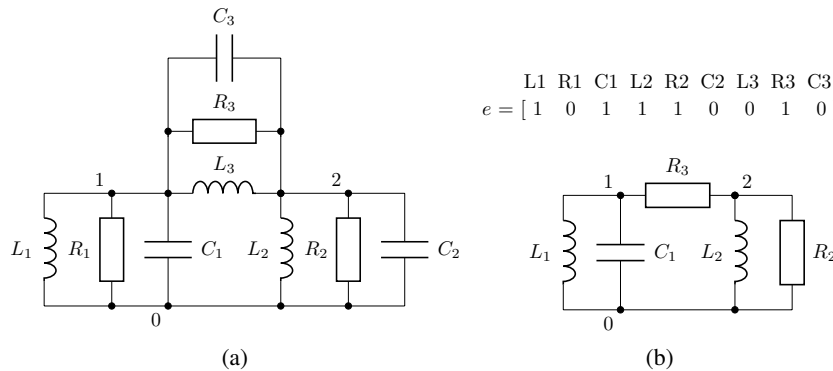 C3
R3
L3
1
2
L1
R1
C1
L2
R2
C2
0
(a)
L1 R1 C1 L2 R2 C2 L3 R3 C3
e = [ 1 0 1 1 1 0 0 1 0
R3
1
2
L1
C1
L2
R2
0
(b)